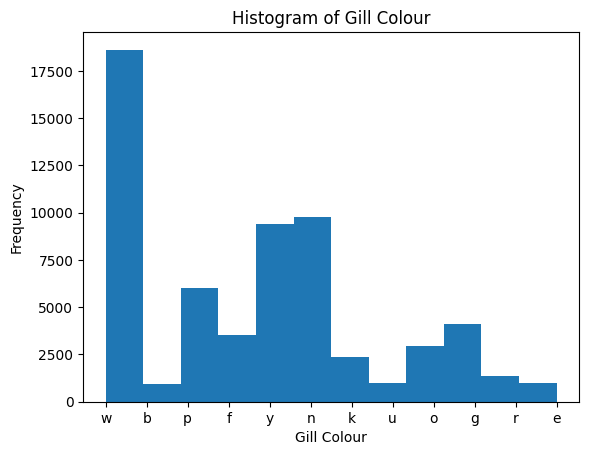 Histogram of Gill Colour
17500
15000
12500
10000
7500
5000
2500
0
Frequency
w b p f y n k u o g r e
Gill Colour